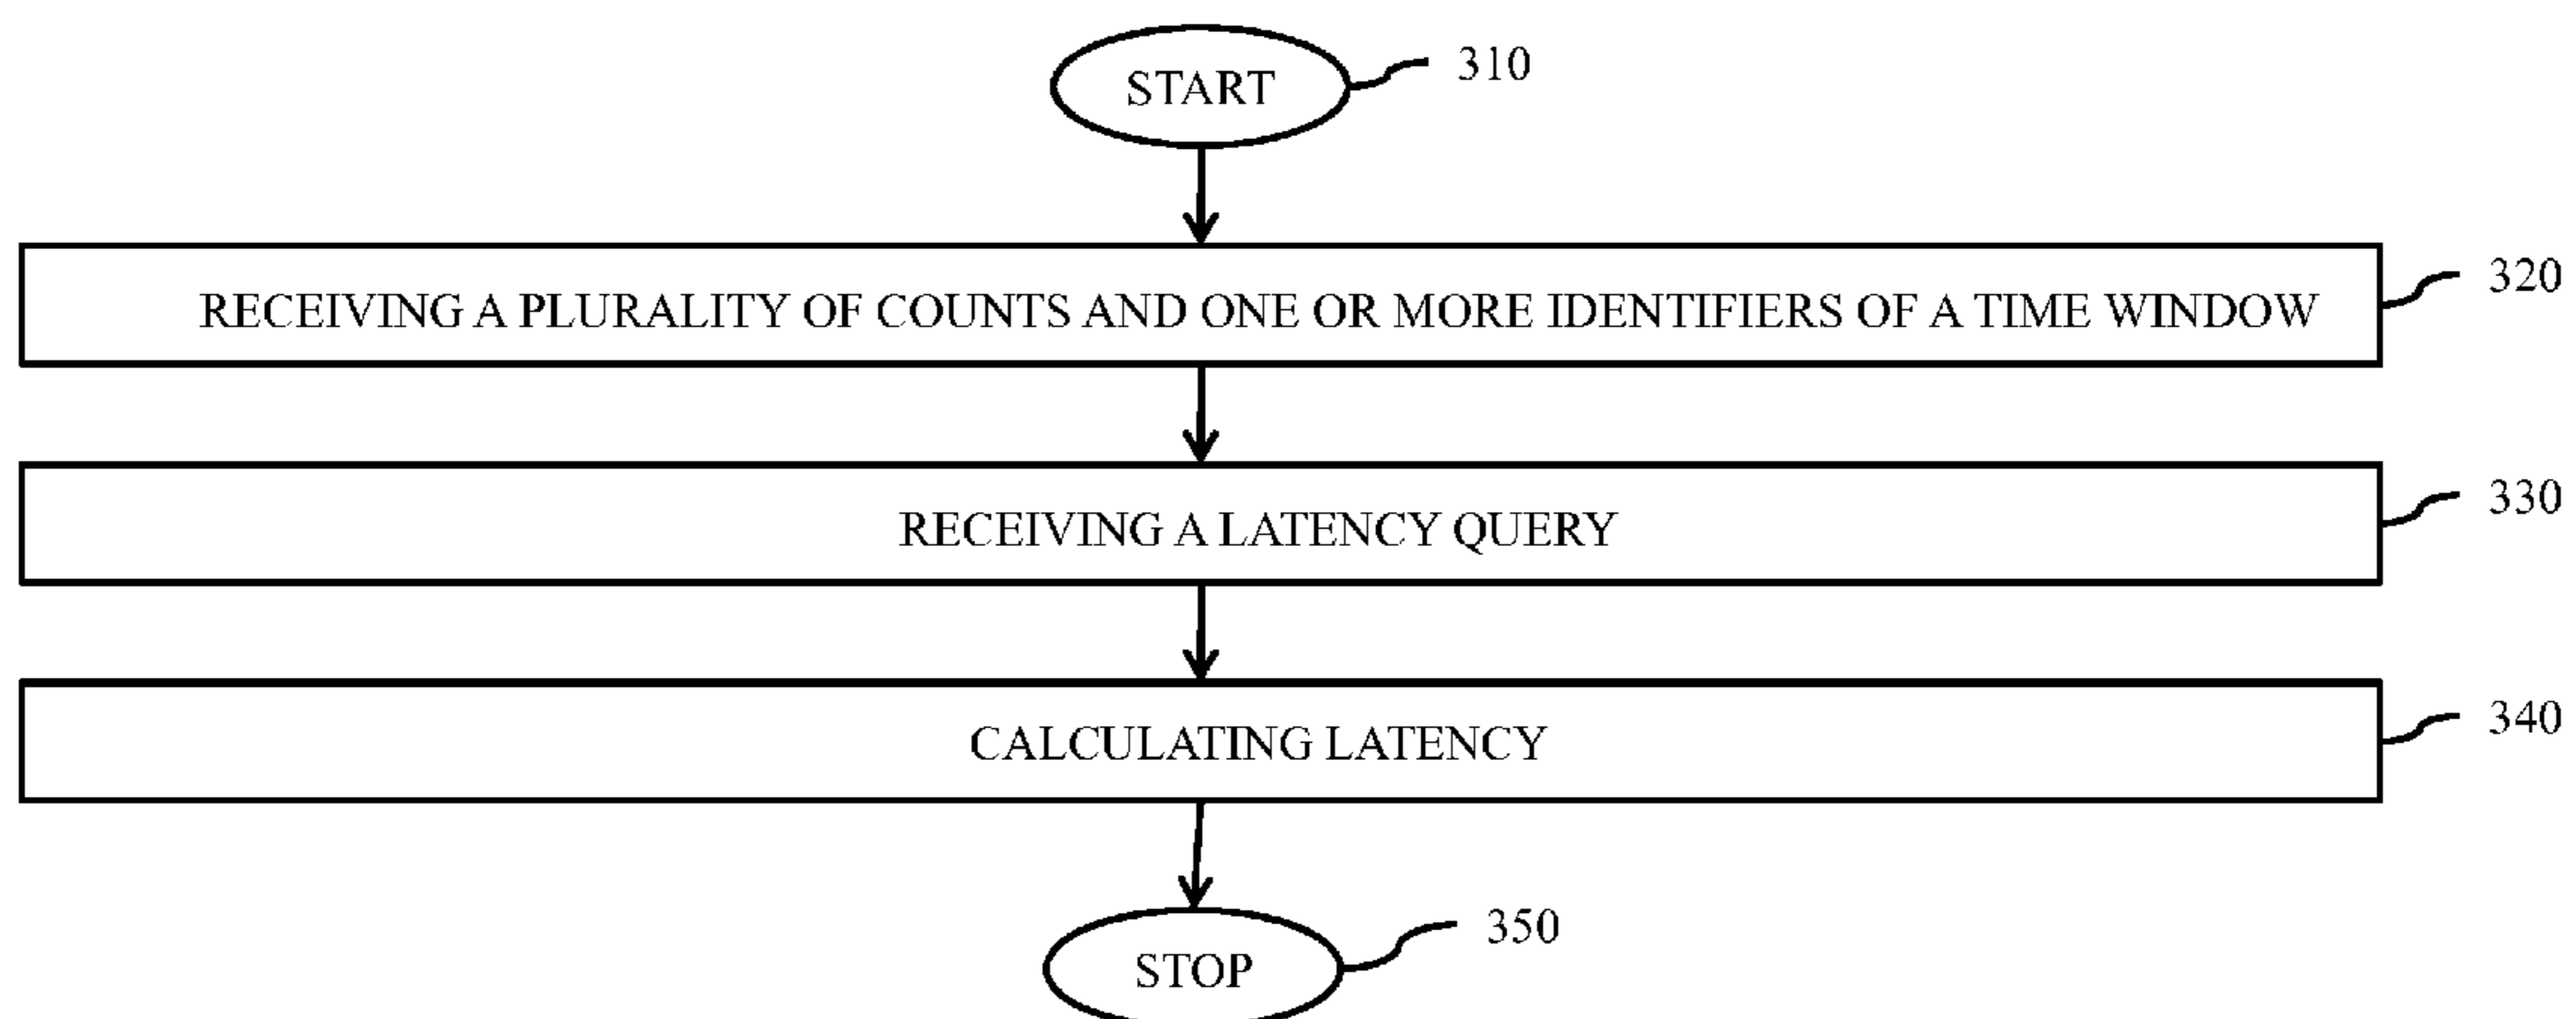 START
310
RECEIVING A PLURALITY OF COUNTS AND ONE OR MORE IDENTIFIERS OF A TIME WINDOW
320
RECEIVING A LATENCY QUERY
330
CALCULATING LATENCY
340
STOP
350